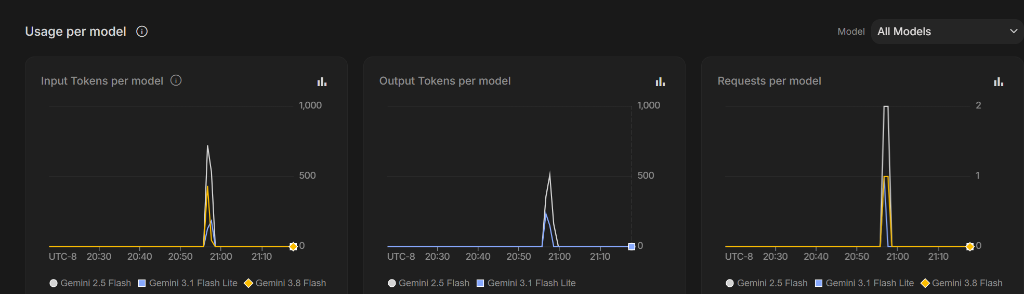 Usage per model
Model All Models
Input Tokens per model
1,000
500
0
UTC-8 20:30 20:40 20:50 21:00 21:10
Gemini 2.5 Flash Gemini 3.1 Flash Lite Gemini 3.8 Flash
Output Tokens per model
1,000
500
0
UTC-8 20:30 20:40 20:50 21:00 21:10
Gemini 2.5 Flash Gemini 3.1 Flash Lite
Requests per model
2
1
0
UTC-8 20:30 20:40 20:50 21:00 21:10
Gemini 2.5 Flash Gemini 3.1 Flash Lite Gemini 3.8 Flash